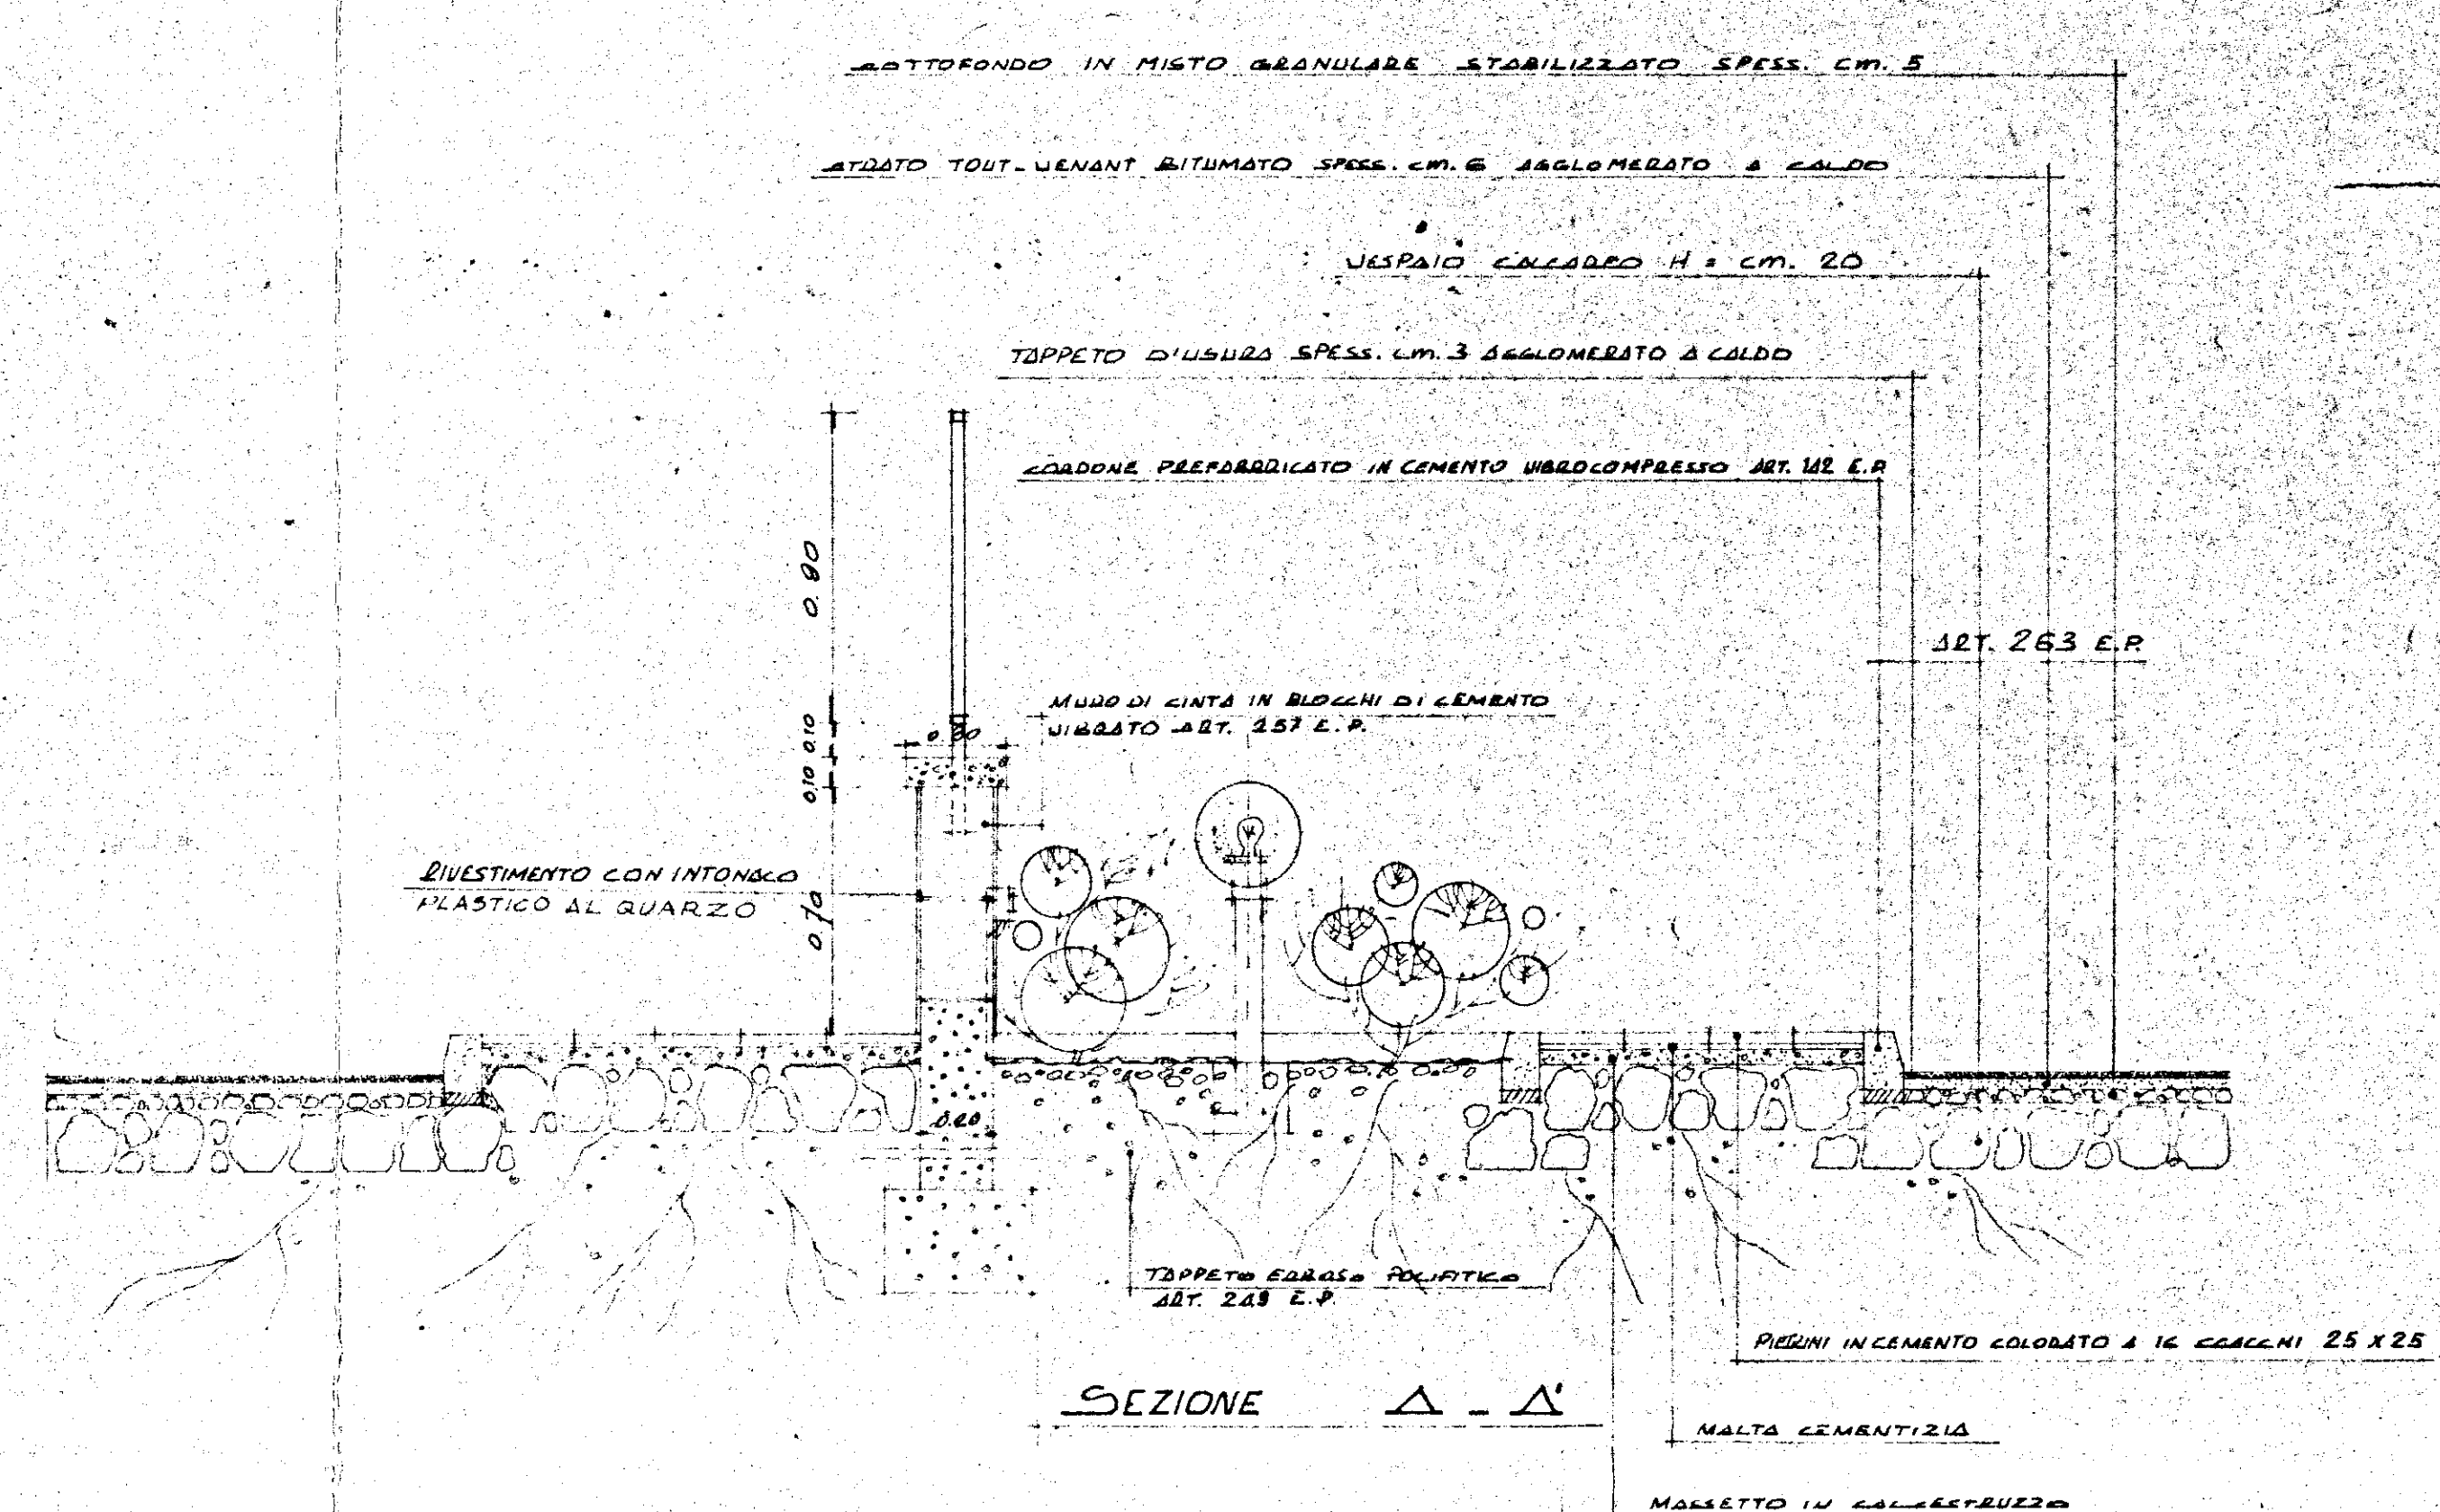 SOTTOFONDO IN MISTO GRANULARE STABILIZZATO SPESS. cm. 5
STRATO TOUT-VENANT BITUMATO SPESS. cm. 6 AGGLOMERATO A CALDO
VESPAIO CALCAREO H = cm. 20
TAPPETO D'USURA SPESS. cm. 3 AGGLOMERATO A CALDO
CORDONE PREFABBRICATO IN CEMENTO VIBROCOMPRESSO ART. 142 E.P.
0.90
ART. 263 E.P.
MURO DI CINTA IN BLOCCHI DI CEMENTO
VIBRATO ART. 257 E.P.
0.10
0.10
0.30
RIVESTIMENTO CON INTONACO
PLASTICO AL QUARZO
0.70
0.20
TAPPETO ERBOSO POLIFITICO
ART. 249 E.P.
PIETRINI IN CEMENTO COLORATO A 16 SCACCHI 25 X 25
SEZIONE A - A'
MALTA CEMENTIZIA
MASSETTO IN CALCESTRUZZO